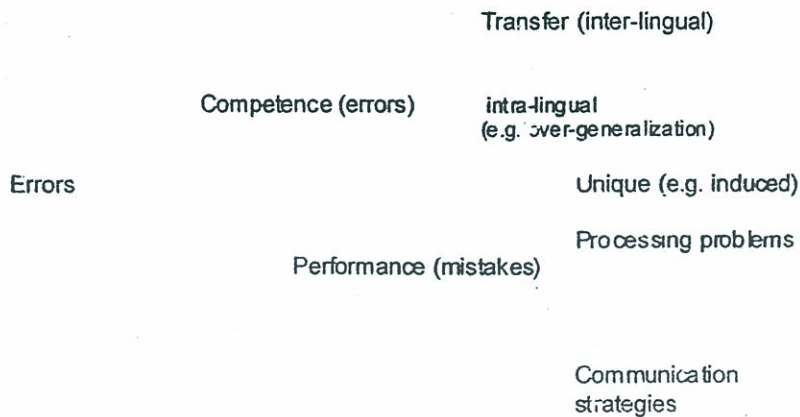 Transfer (inter-lingual)
Competence (errors)
intra-lingual
(e.g. over-generalization)
Errors
Unique (e.g. induced)
Processing problems
Performance (mistakes)
Communication
strategies